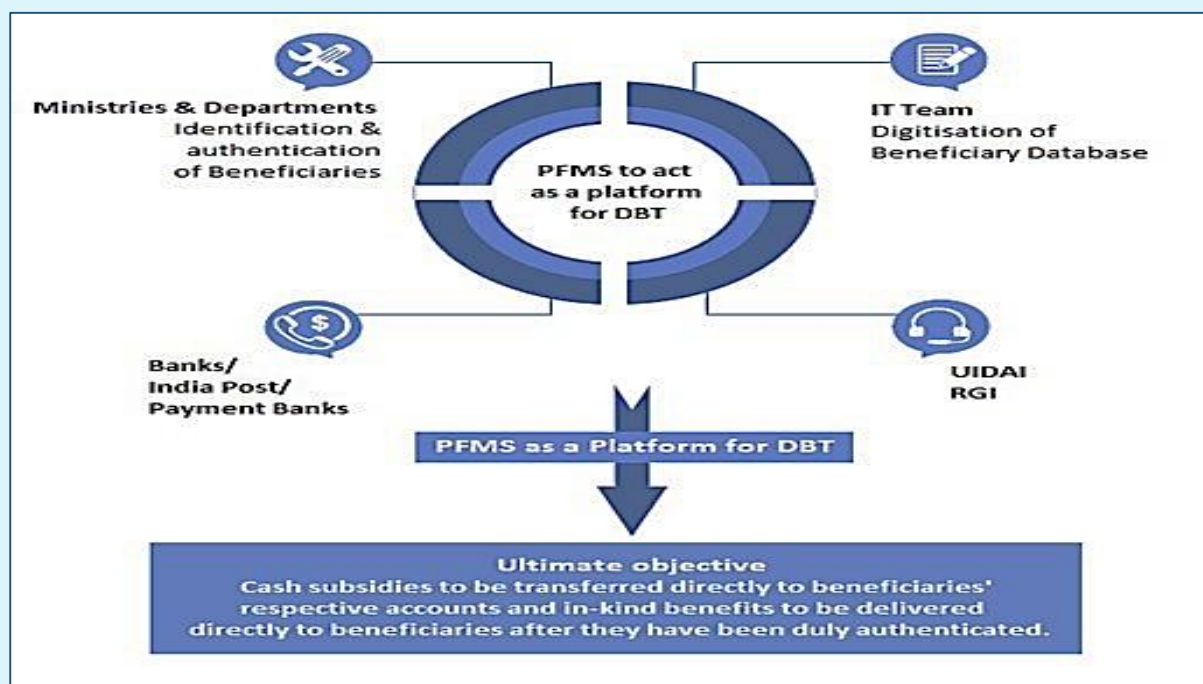 Ministries & Departments
Identification &
authentication
of Beneficiaries
IT Team
Digitisation of
Beneficiary Database
PFMS to act
as a platform
for DBT
$
Banks/
India Post/
Payment Banks
UIDAI
RGI
PFMS as a Platform for DBT
Ultimate objective
Cash subsidies to be transferred directly to beneficiaries'
respective accounts and in-kind benefits to be delivered
directly to beneficiaries after they have been duly authenticated.